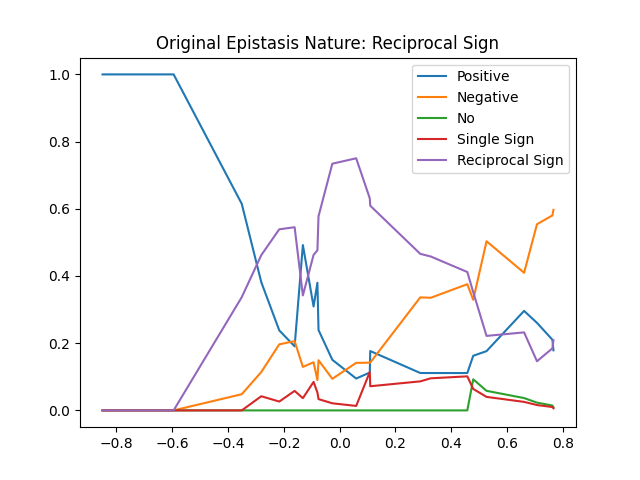 Original Epistasis Nature: Reciprocal Sign
1.0
0.8
0.6
0.4
0.2
0.0
Positive
Negative
No
Single Sign
Reciprocal Sign
−0.8 −0.6 −0.4 −0.2 0.0 0.2 0.4 0.6 0.8